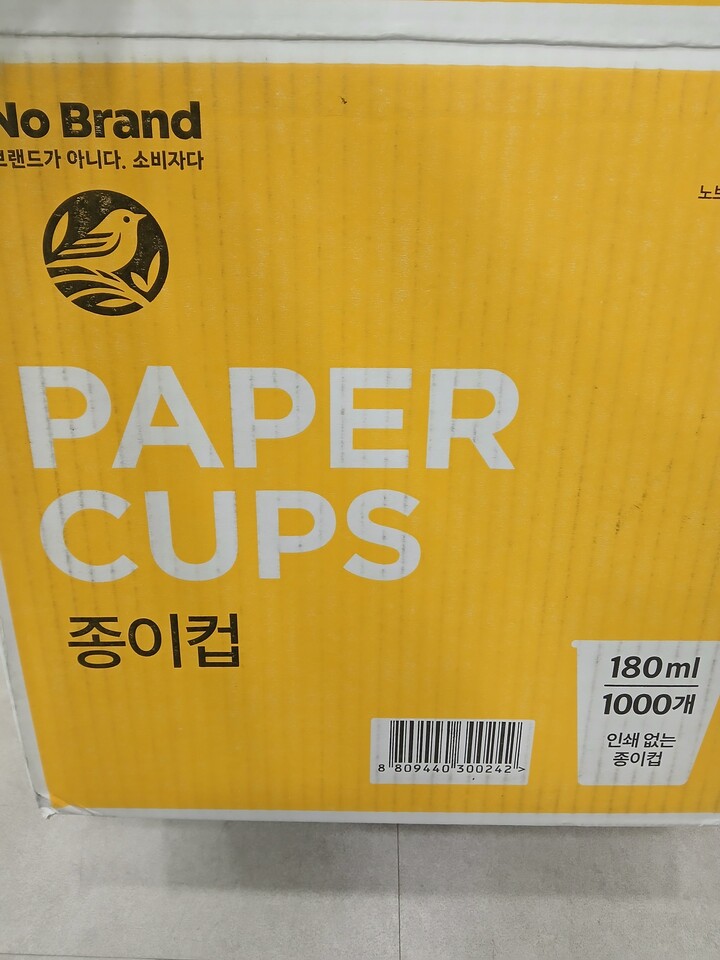 No Brand
브랜드가 아니다. 소비자다
PAPER
CUPS
종이컵
180ml
1000개
인쇄 없는
종이컵
8 809440 300242 >